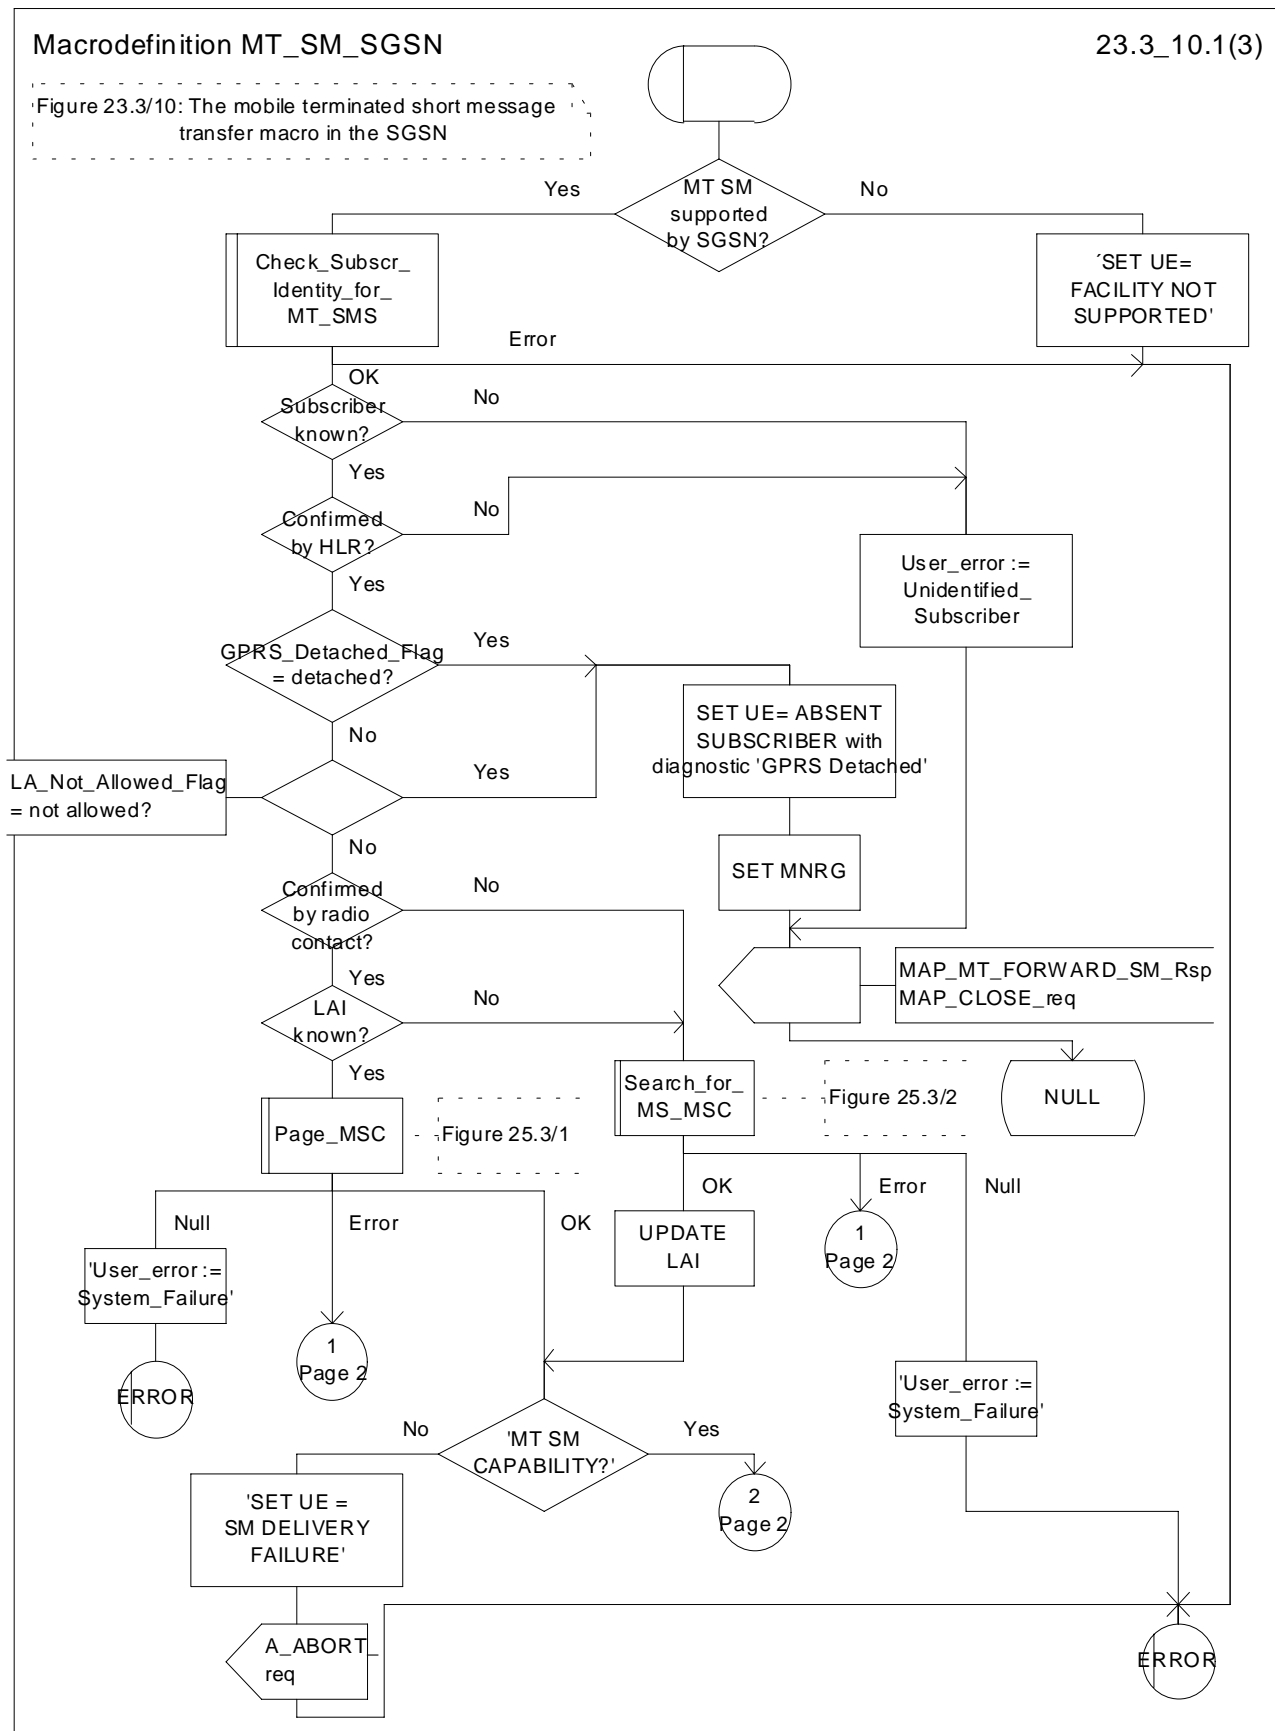 Macrodefinition MT_SM_SGSN
23.3_10.1(3)
Figure 23.3/10: The mobile terminated short message
transfer macro in the SGSN
Yes
MT SM
supported
by SGSN?
No
Check_Subscr_
Identity_for_
MT_SMS
´SET UE=
FACILITY NOT
SUPPORTED'
Error
OK
Subscriber
known?
No
Yes
Confirmed
by HLR?
No
Yes
User_error :=
Unidentified_
Subscriber
GPRS_Detached_Flag
= detached?
Yes
No
SET UE= ABSENT
SUBSCRIBER with
diagnostic 'GPRS Detached'
LA_Not_Allowed_Flag
= not allowed?
Yes
No
SET MNRG
Confirmed
by radio
contact?
No
Yes
MAP_MT_FORWARD_SM_Rsp
MAP_CLOSE_req
LAI
known?
No
Yes
Search_for_
MS_MSC
Figure 25.3/2
NULL
Page_MSC
Figure 25.3/1
OK
Error
Null
Null
Error
OK
UPDATE
LAI
1
Page 2
'User_error :=
System_Failure'
1
Page 2
ERROR
'User_error :=
System_Failure'
No
'MT SM
CAPABILITY?'
Yes
'SET UE =
SM DELIVERY
FAILURE'
2
Page 2
A_ABORT_
req
ERROR